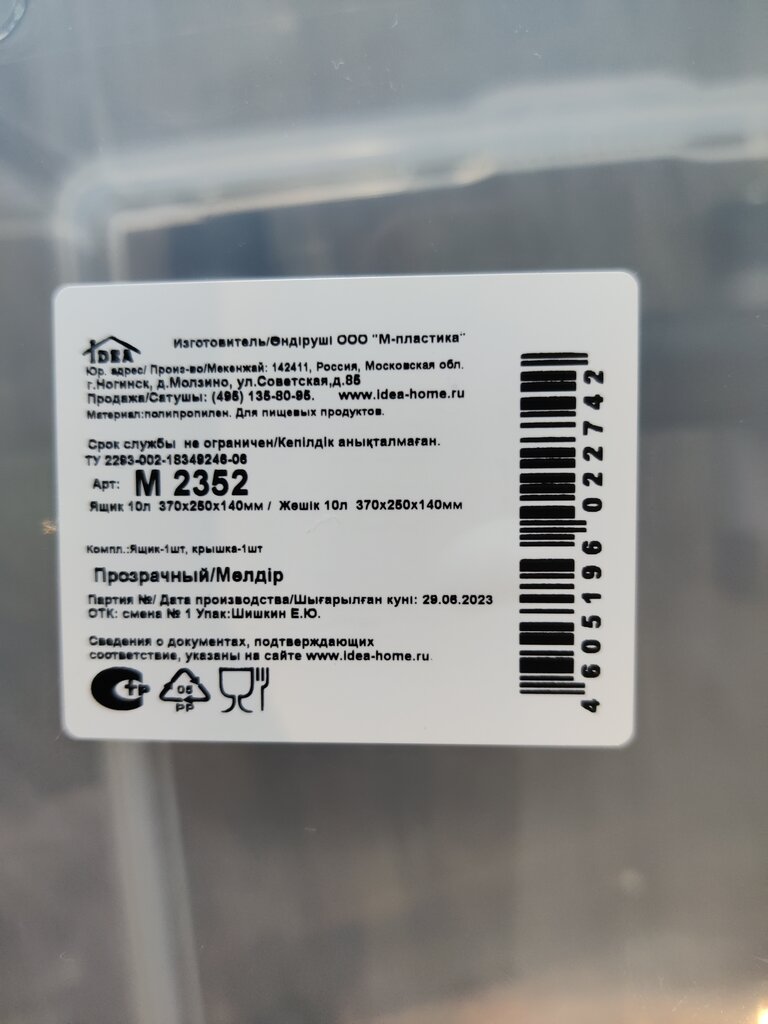 IDEA
Изготовитель/Өндіруші ООО "М-пластика"
Юр. адрес/ Произ-во/Мекенжай: 142411, Россия, Московская обл.
г.Ногинск, д.Молзино, ул.Советская,д.85
Продажа/Сатушы: (495) 135-80-95. www.idea-home.ru
Материал:полипропилен. Для пищевых продуктов.
Срок службы не ограничен/Кепілдік анықталмаған.
ТУ 2293-002-18349246-06
Арт: М 2352
Ящик 10л 370х250х140мм / Жәшік 10л 370х250х140мм
Компл.:Ящик-1шт, крышка-1шт
Прозрачный/Мөлдір
Партия №/ Дата производства/Шығарылған күні: 29.06.2023
ОТК: смена № 1 Упак:Шишкин Е.Ю.
Сведения о документах, подтверждающих
соответствие, указаны на сайте www.idea-home.ru.
05
PP
4 605196 022742